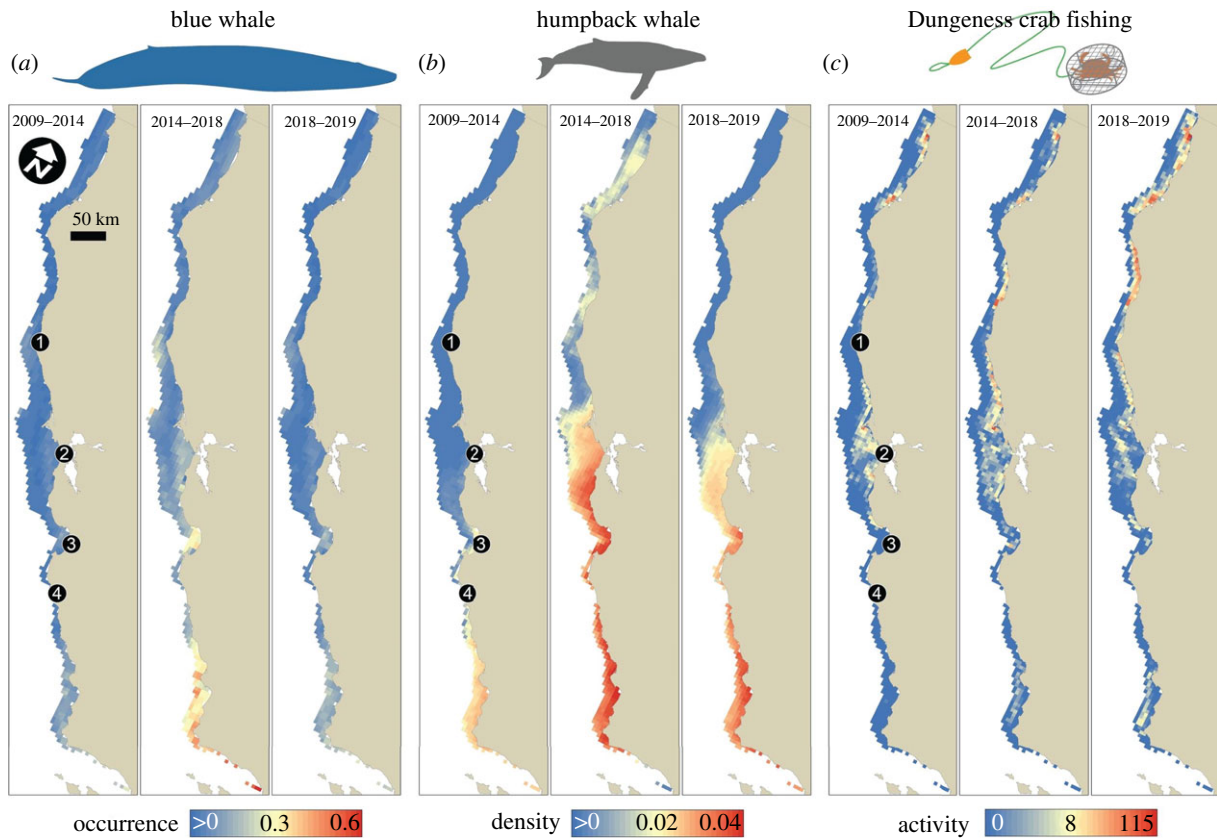 blue whale
humpback whale
Dungeness crab fishing
(a)
(b)
(c)
2009–2014
2014–2018
2018–2019
2009–2014
2014–2018
2018–2019
2009–2014
2014–2018
2018–2019
N
50 km
1
1
1
2
2
2
3
3
3
4
4
4
occurrence >0 0.3 0.6
density >0 0.02 0.04
activity 0 8 115